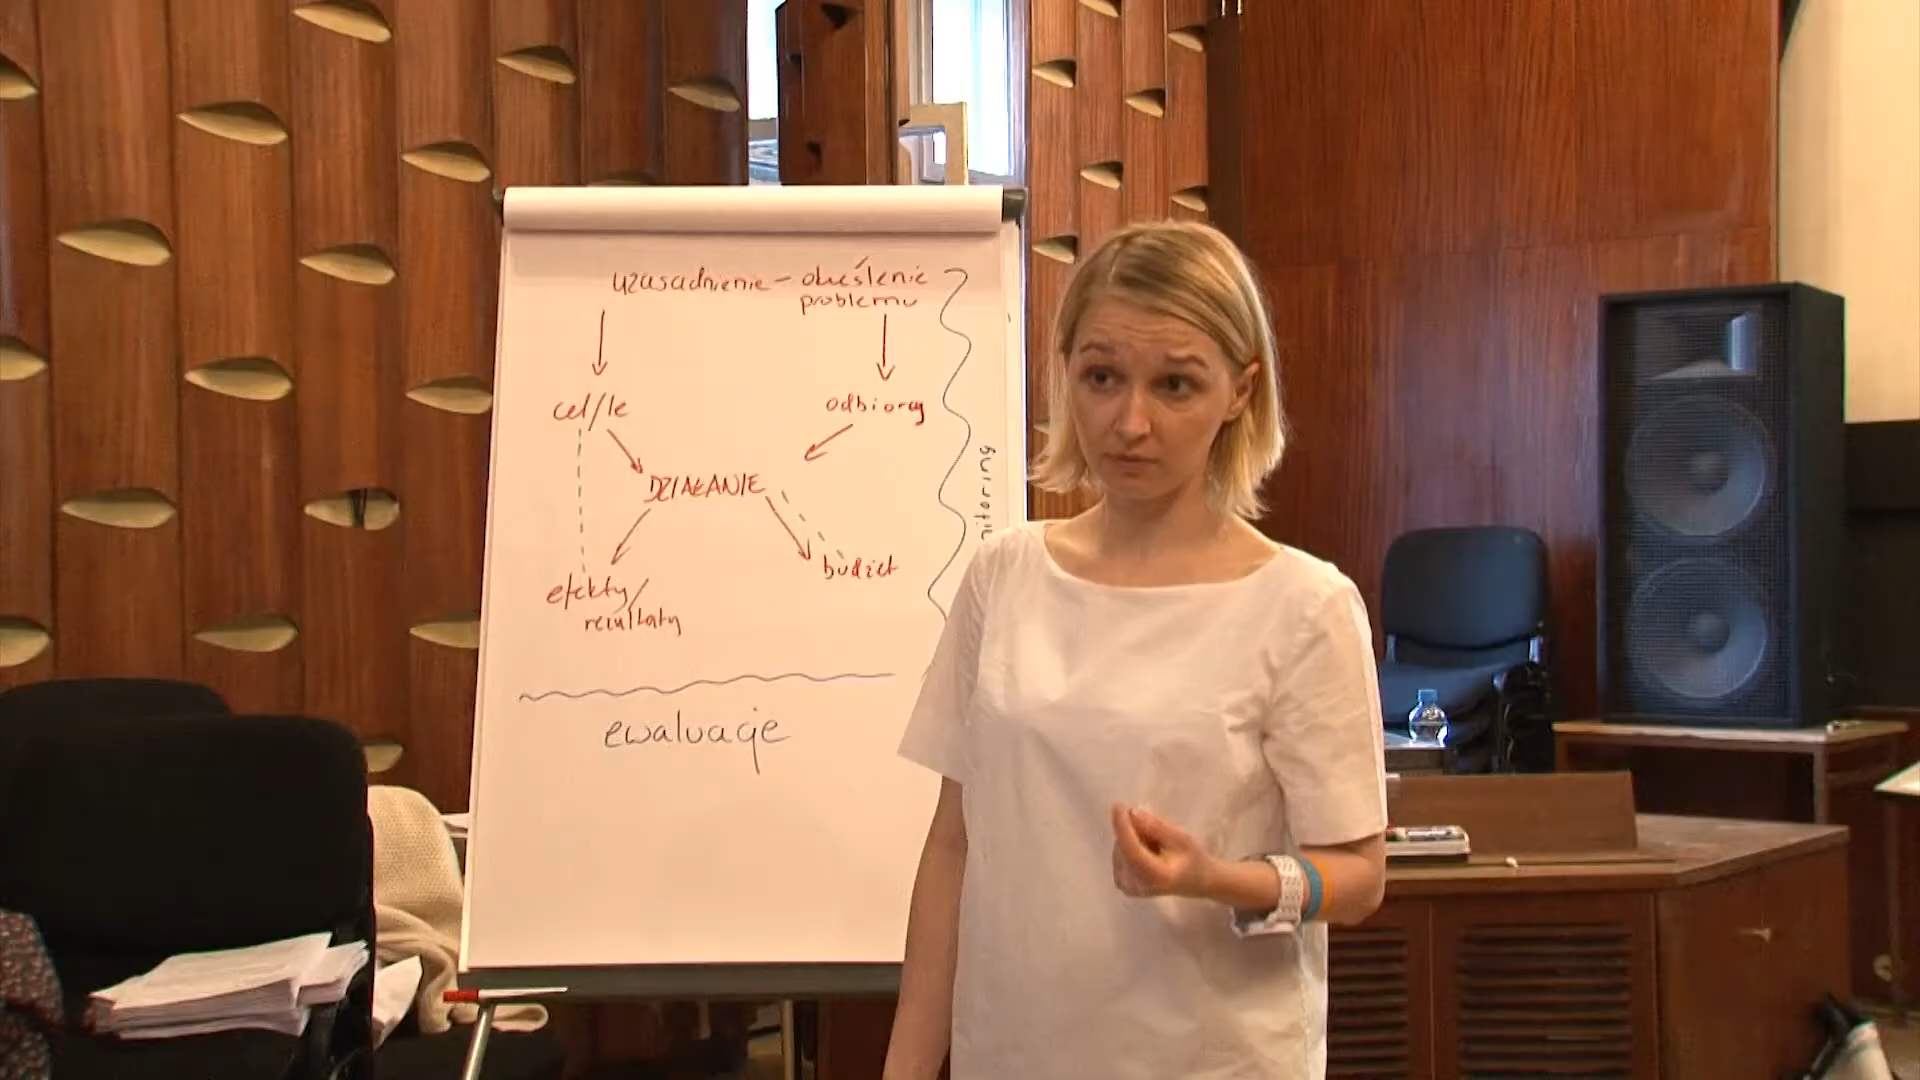 uzasadnienie - określenie
problemu
cel/le
odbiorcy
DZIAŁANIE
efekty/
rezultaty
budżet
ewaluacje